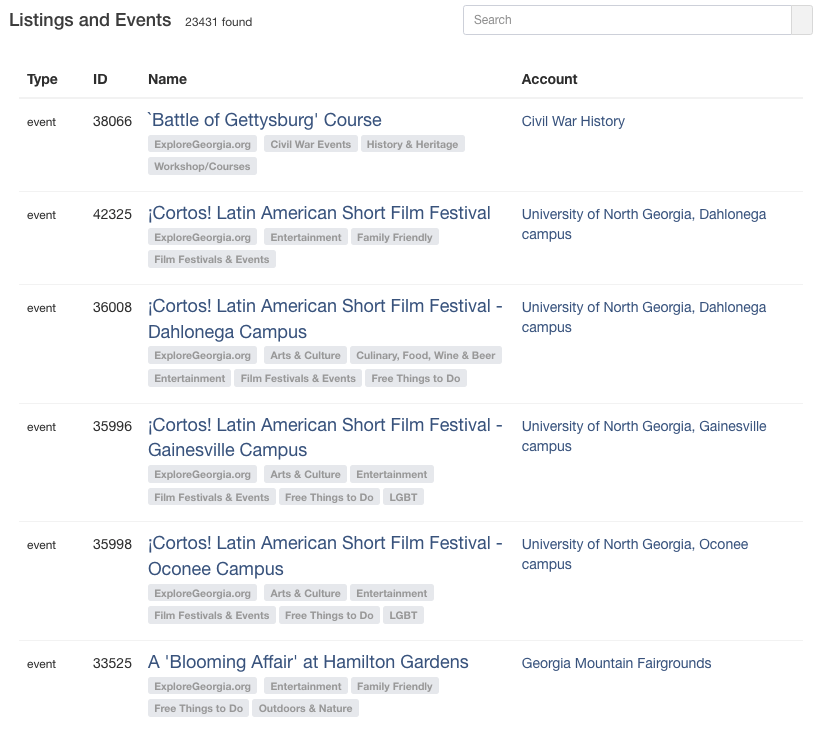 Listings and Events 23431 found
Search
Type ID Name Account
event 38066 `Battle of Gettysburg' Course Civil War History
ExploreGeorgia.org Civil War Events History & Heritage
Workshop/Courses
event 42325 ¡Cortos! Latin American Short Film Festival University of North Georgia, Dahlonega
campus
ExploreGeorgia.org Entertainment Family Friendly
Film Festivals & Events
event 36008 ¡Cortos! Latin American Short Film Festival - University of North Georgia, Dahlonega
Dahlonega Campus campus
ExploreGeorgia.org Arts & Culture Culinary, Food, Wine & Beer
Entertainment Film Festivals & Events Free Things to Do
event 35996 ¡Cortos! Latin American Short Film Festival - University of North Georgia, Gainesville
Gainesville Campus campus
ExploreGeorgia.org Arts & Culture Entertainment
Film Festivals & Events Free Things to Do LGBT
event 35998 ¡Cortos! Latin American Short Film Festival - University of North Georgia, Oconee
Oconee Campus campus
ExploreGeorgia.org Arts & Culture Entertainment
Film Festivals & Events Free Things to Do LGBT
event 33525 A 'Blooming Affair' at Hamilton Gardens Georgia Mountain Fairgrounds
ExploreGeorgia.org Entertainment Family Friendly
Free Things to Do Outdoors & Nature